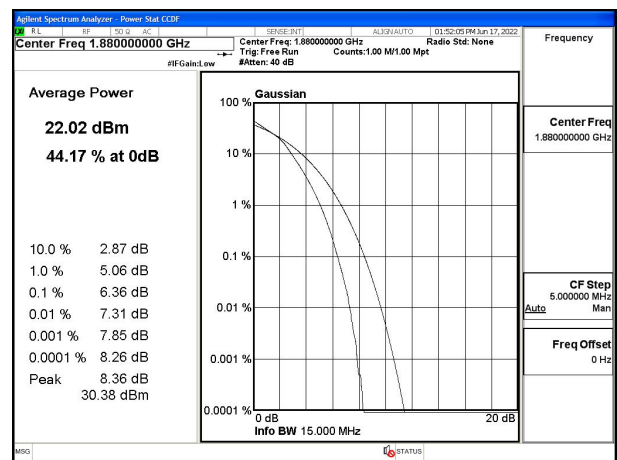 Agilent Spectrum Analyzer - Power Stat CCDF
RL RF 50 Ω AC SENSE:INT ALIGN AUTO 01:52:05 PM Jun 17, 2022
Center Freq 1.880000000 GHz
Center Freq: 1.880000000 GHz Radio Std: None
Trig: Free Run Counts:1.00 M/1.00 Mpt
#IFGain:Low #Atten: 40 dB
Frequency
Average Power
22.02 dBm
44.17 % at 0dB
10.0 % 2.87 dB
1.0 % 5.06 dB
0.1 % 6.36 dB
0.01 % 7.31 dB
0.001 % 7.85 dB
0.0001 % 8.26 dB
Peak 8.36 dB
30.38 dBm
Gaussian
100 %
10 %
1 %
0.1 %
0.01 %
0.001 %
0.0001 %
0 dB 20 dB
Info BW 15.000 MHz
Center Freq
1.880000000 GHz
CF Step
5.000000 MHz
Auto Man
Freq Offset
0 Hz
MSG STATUS